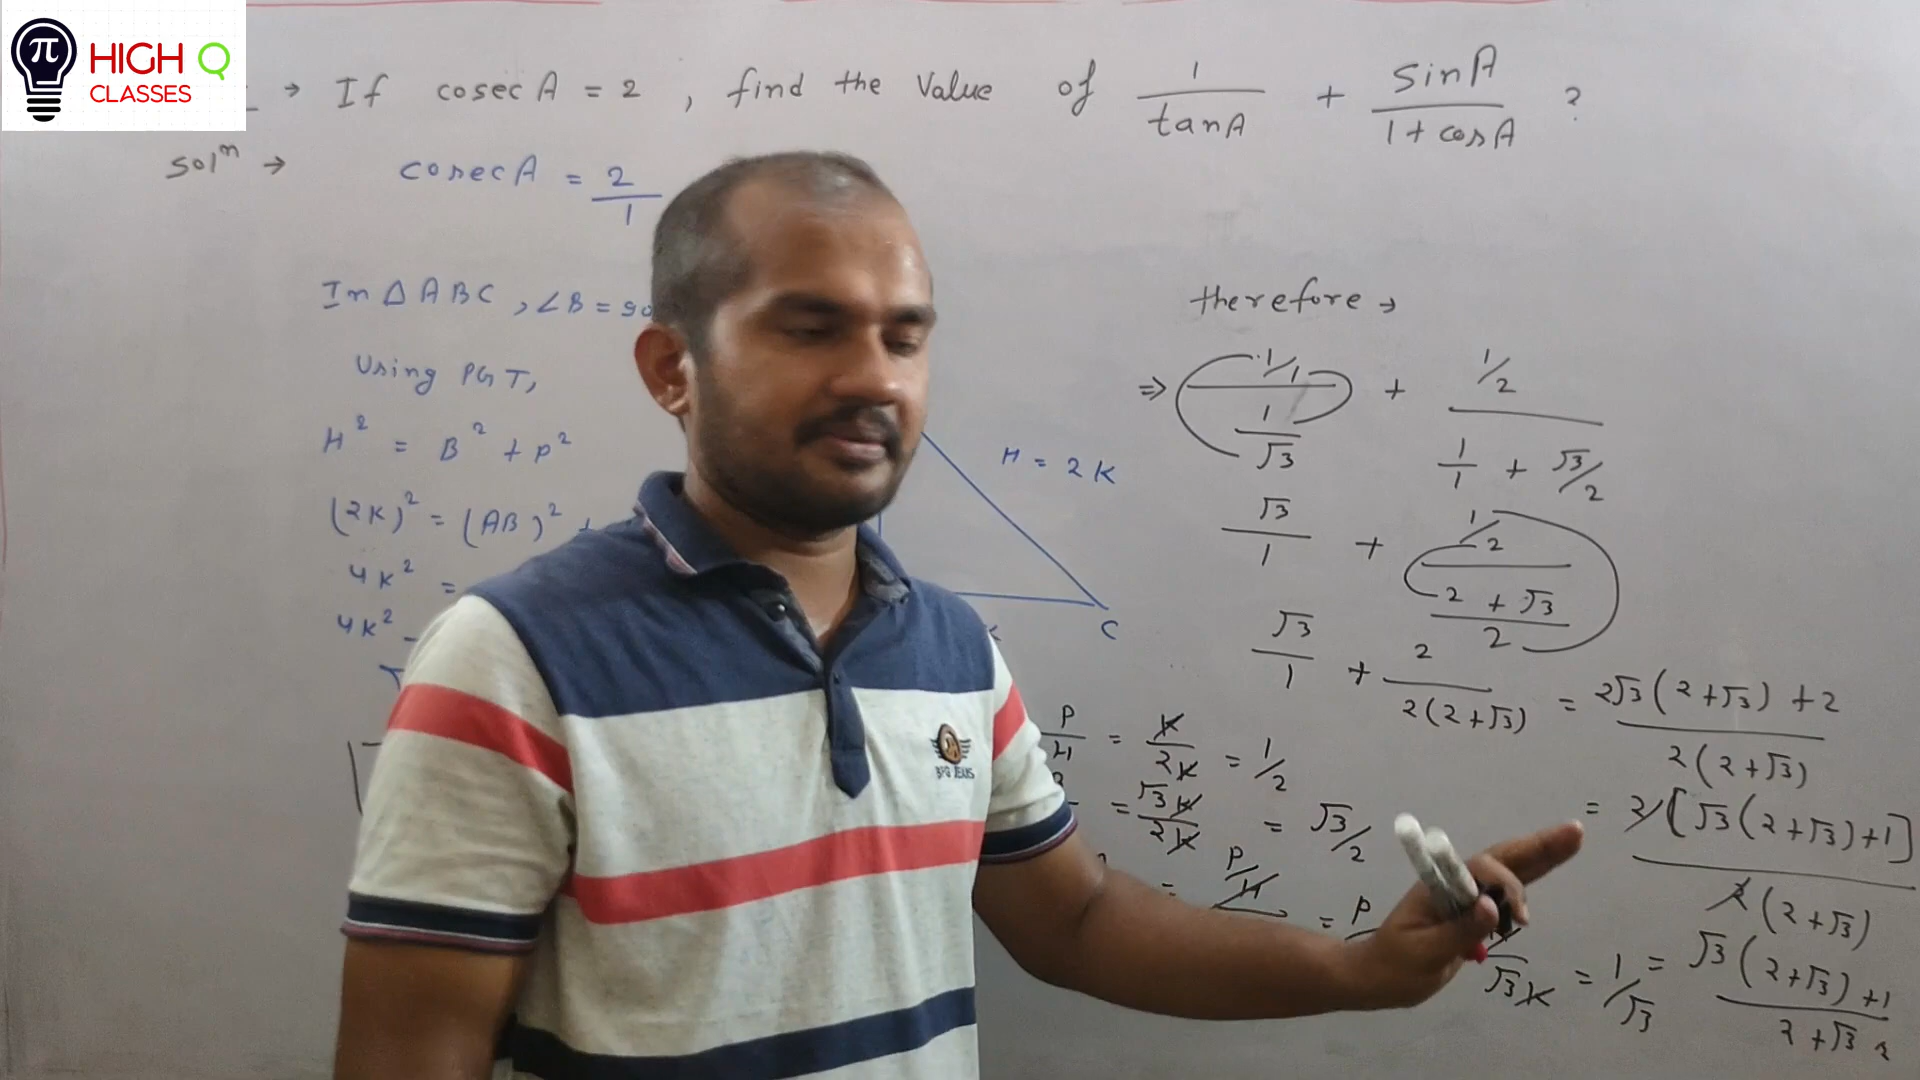 π HIGH Q
CLASSES
→ If cosec A = 2 , find the value of 1/tanA + sinA/(1 + cosA) ?
Solⁿ → cosecA = 2/1
In △ABC , ∠B = 90
Using PGT,
H² = B² + P²
(2K)² = (AB)² +
4K² =
4K² -
H = 2K
C
P/H = K/2K = 1/2
= √3K/2K = √3/2
= P/H = P
√3K = 1/√3
therefore →
⇒ (1/1)/(1/√3) + (1/2)/(1/1 + √3/2)
√3/1 + (1/2)/((2 + √3)/2)
√3/1 + 2/2(2+√3) = (2√3(2+√3) + 2)/2(2+√3)
= 2[√3(2+√3)+1]/2(2+√3)
= (√3(2+√3)+1)/(2+√3)
BFG JEANS